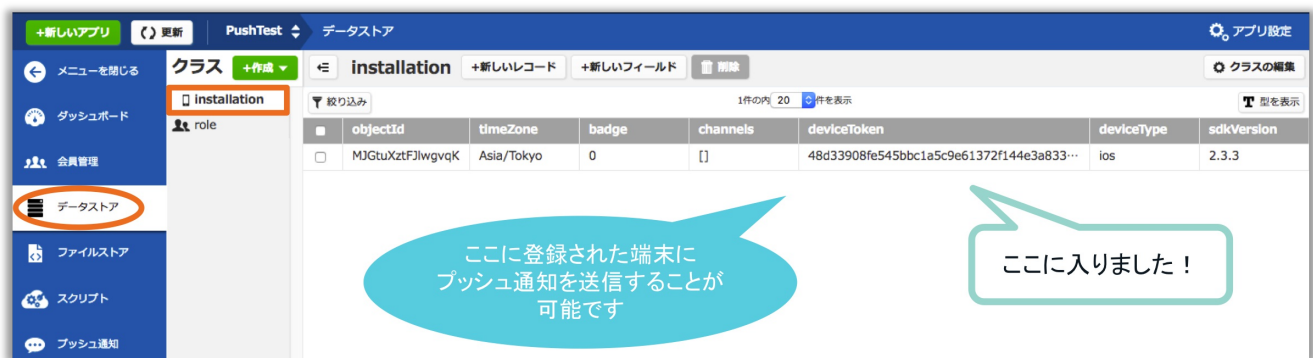 +新しいアプリ 更新 PushTest データストア アプリ設定
メニューを閉じる
ダッシュボード
会員管理
データストア
ファイルストア
スクリプト
プッシュ通知
クラス +作成
installation
role
installation +新しいレコード +新しいフィールド 削除 クラスの編集
絞り込み 1件の内 20 件を表示 T 型を表示
objectId timeZone badge channels deviceToken deviceType sdkVersion
MJGtuXztFJlwgvqK Asia/Tokyo 0 [] 48d33908fe545bbc1a5c9e61372f144e3a833… ios 2.3.3
ここに登録された端末に
プッシュ通知を送信することが
可能です
ここに入りました！